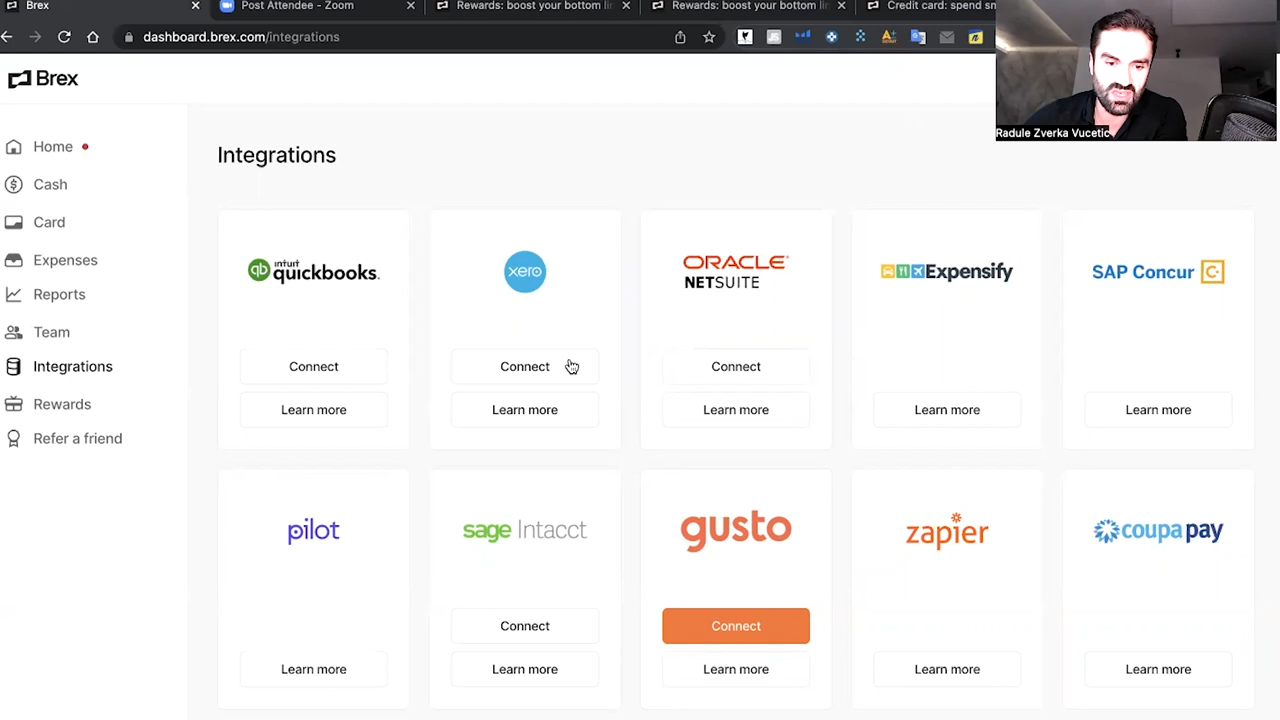 Brex
Post Attendee - Zoom
Rewards: boost your bottom li
Rewards: boost your bottom li
Credit card: spend sm
dashboard.brex.com/integrations
Radule Zverka Vucetic
Brex
Home
Cash
Card
Expenses
Reports
Team
Integrations
Rewards
Refer a friend
Integrations
intuit
qb quickbooks.
xero
ORACLE
NETSUITE
Expensify
SAP Concur C
Connect
Connect
Connect
Learn more
Learn more
Learn more
Learn more
Learn more
pilot
sage Intacct
gusto
zapier
coupa pay
Connect
Connect
Learn more
Learn more
Learn more
Learn more
Learn more